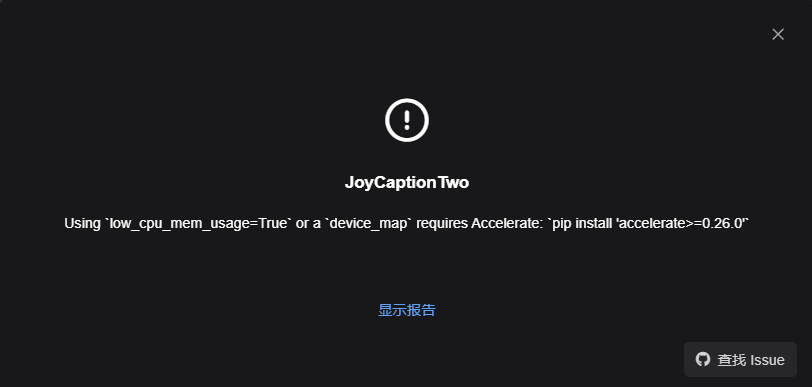 JoyCaptionTwo
Using `low_cpu_mem_usage=True` or a `device_map` requires Accelerate: `pip install 'accelerate>=0.26.0'`
显示报告
查找 Issue